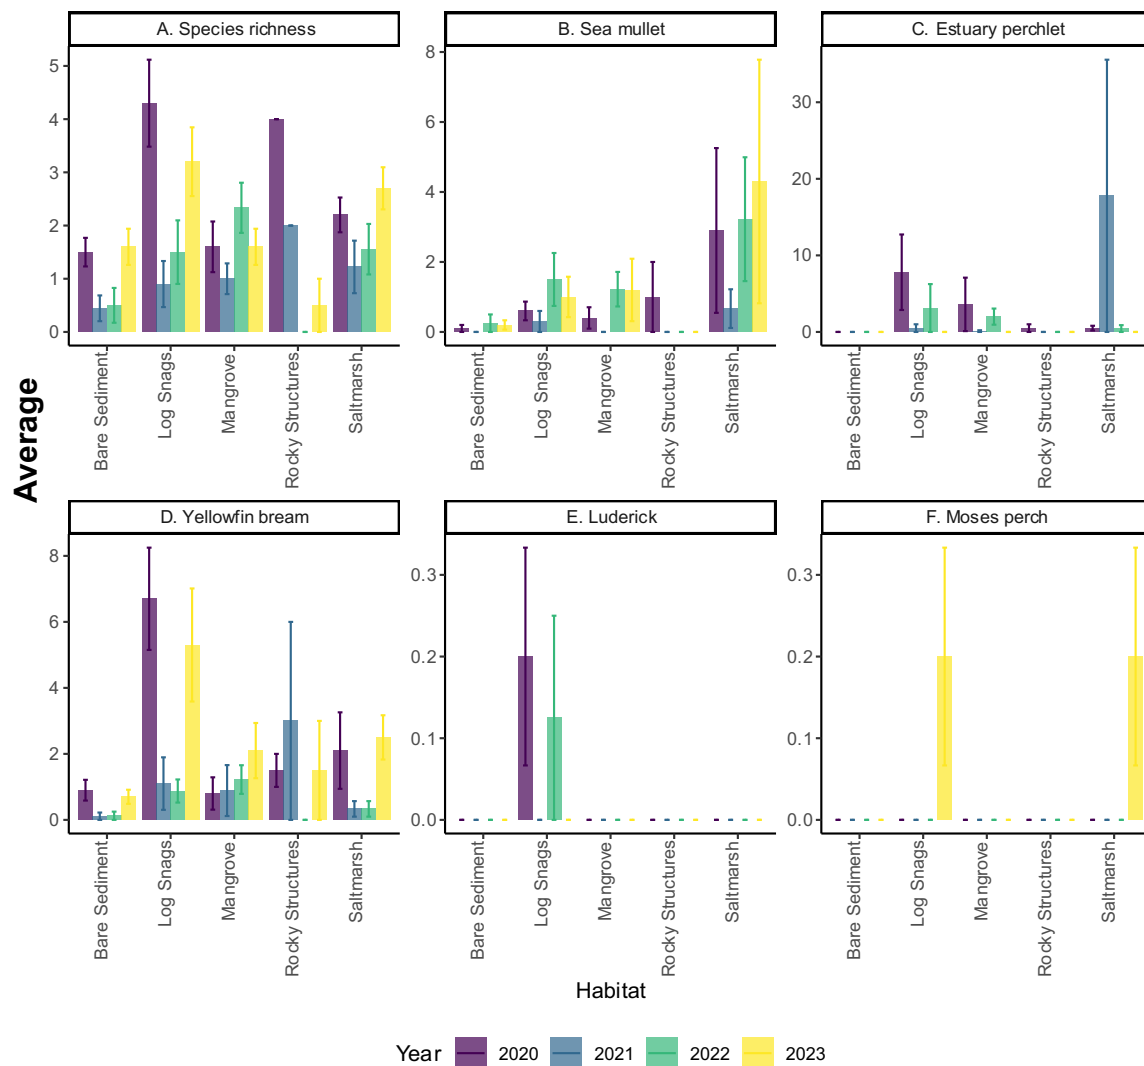 A. Species richness
B. Sea mullet
C. Estuary perchlet
5
4
3
2
1
0
8
6
4
2
0
30
20
10
0
Bare Sediment.
Log Snags.
Mangrove.
Rocky Structures.
Saltmarsh.
Bare Sediment.
Log Snags.
Mangrove.
Rocky Structures.
Saltmarsh.
Bare Sediment.
Log Snags.
Mangrove.
Rocky Structures.
Saltmarsh.
Average
D. Yellowfin bream
E. Luderick
F. Moses perch
8
6
4
2
0
0.3
0.2
0.1
0.0
0.3
0.2
0.1
0.0
Bare Sediment.
Log Snags.
Mangrove.
Rocky Structures.
Saltmarsh.
Bare Sediment.
Log Snags.
Mangrove.
Rocky Structures.
Saltmarsh.
Bare Sediment.
Log Snags.
Mangrove.
Rocky Structures.
Saltmarsh.
Habitat
Year 2020 2021 2022 2023